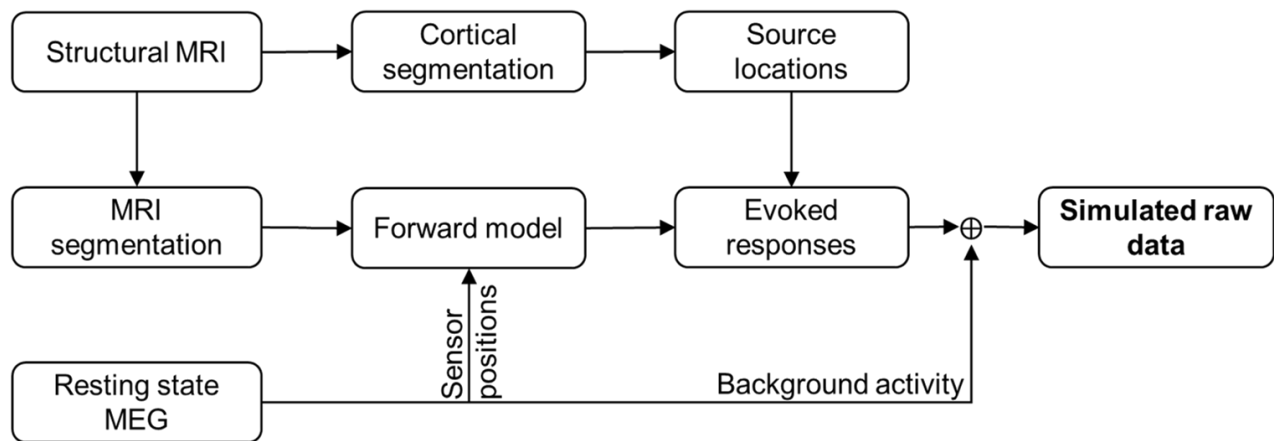 Structural MRI
Cortical
segmentation
Source
locations
MRI
segmentation
Forward model
Evoked
responses
Simulated raw
data
Sensor
positions
Resting state
MEG
Background activity